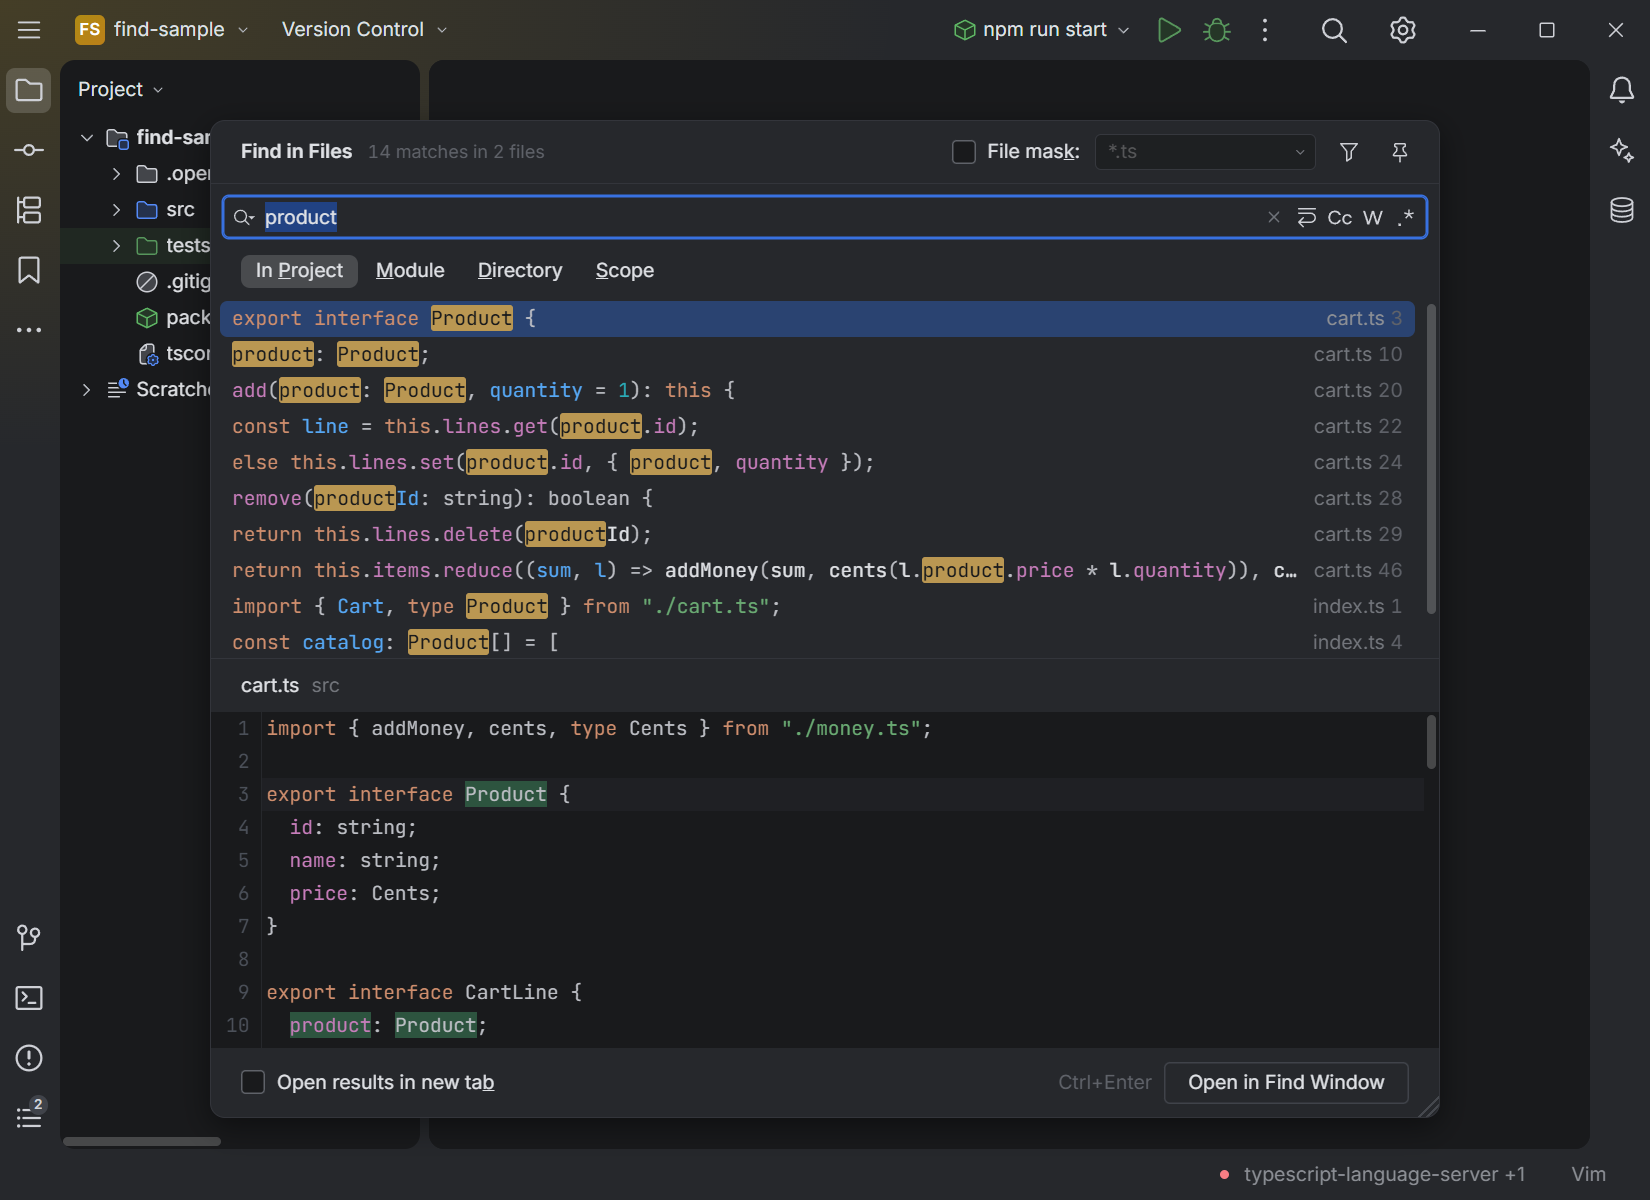 FS find-sample Version Control npm run start
Project
find-sar
.oper
src
tests
.gitig
pack
tscor
Scratche
Find in Files 14 matches in 2 files File mask: *.ts
product Cc W .*
In Project Module Directory Scope
export interface Product { cart.ts 3
product: Product; cart.ts 10
add(product: Product, quantity = 1): this { cart.ts 20
const line = this.lines.get(product.id); cart.ts 22
else this.lines.set(product.id, { product, quantity }); cart.ts 24
remove(productId: string): boolean { cart.ts 28
return this.lines.delete(productId); cart.ts 29
return this.items.reduce((sum, l) => addMoney(sum, cents(l.product.price * l.quantity)), c… cart.ts 46
import { Cart, type Product } from "./cart.ts"; index.ts 1
const catalog: Product[] = [ index.ts 4
cart.ts src
1 import { addMoney, cents, type Cents } from "./money.ts";
2
3 export interface Product {
4 id: string;
5 name: string;
6 price: Cents;
7 }
8
9 export interface CartLine {
10 product: Product;
Open results in new tab Ctrl+Enter Open in Find Window
2
typescript-language-server +1 Vim